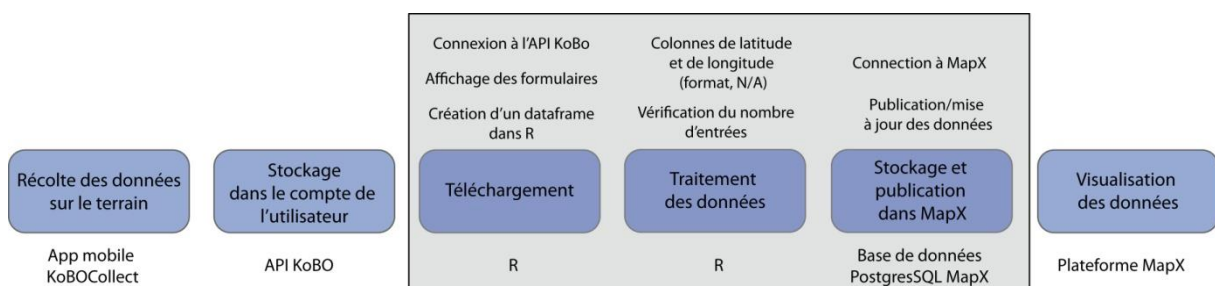 Connexion à l'API KoBo
Affichage des formulaires
Création d'un dataframe
dans R
Colonnes de latitude
et de longitude
(format, N/A)
Vérification du nombre
d'entrées
Connection à MapX
Publication/mise
à jour des données
Récolte des données
sur le terrain
Stockage
dans le compte de
l'utilisateur
Téléchargement
Traitement
des données
Stockage et
publication
dans MapX
Visualisation
des données
App mobile
KoBOCollect
API KoBO
R
R
Base de données
PostgresSQL MapX
Plateforme MapX